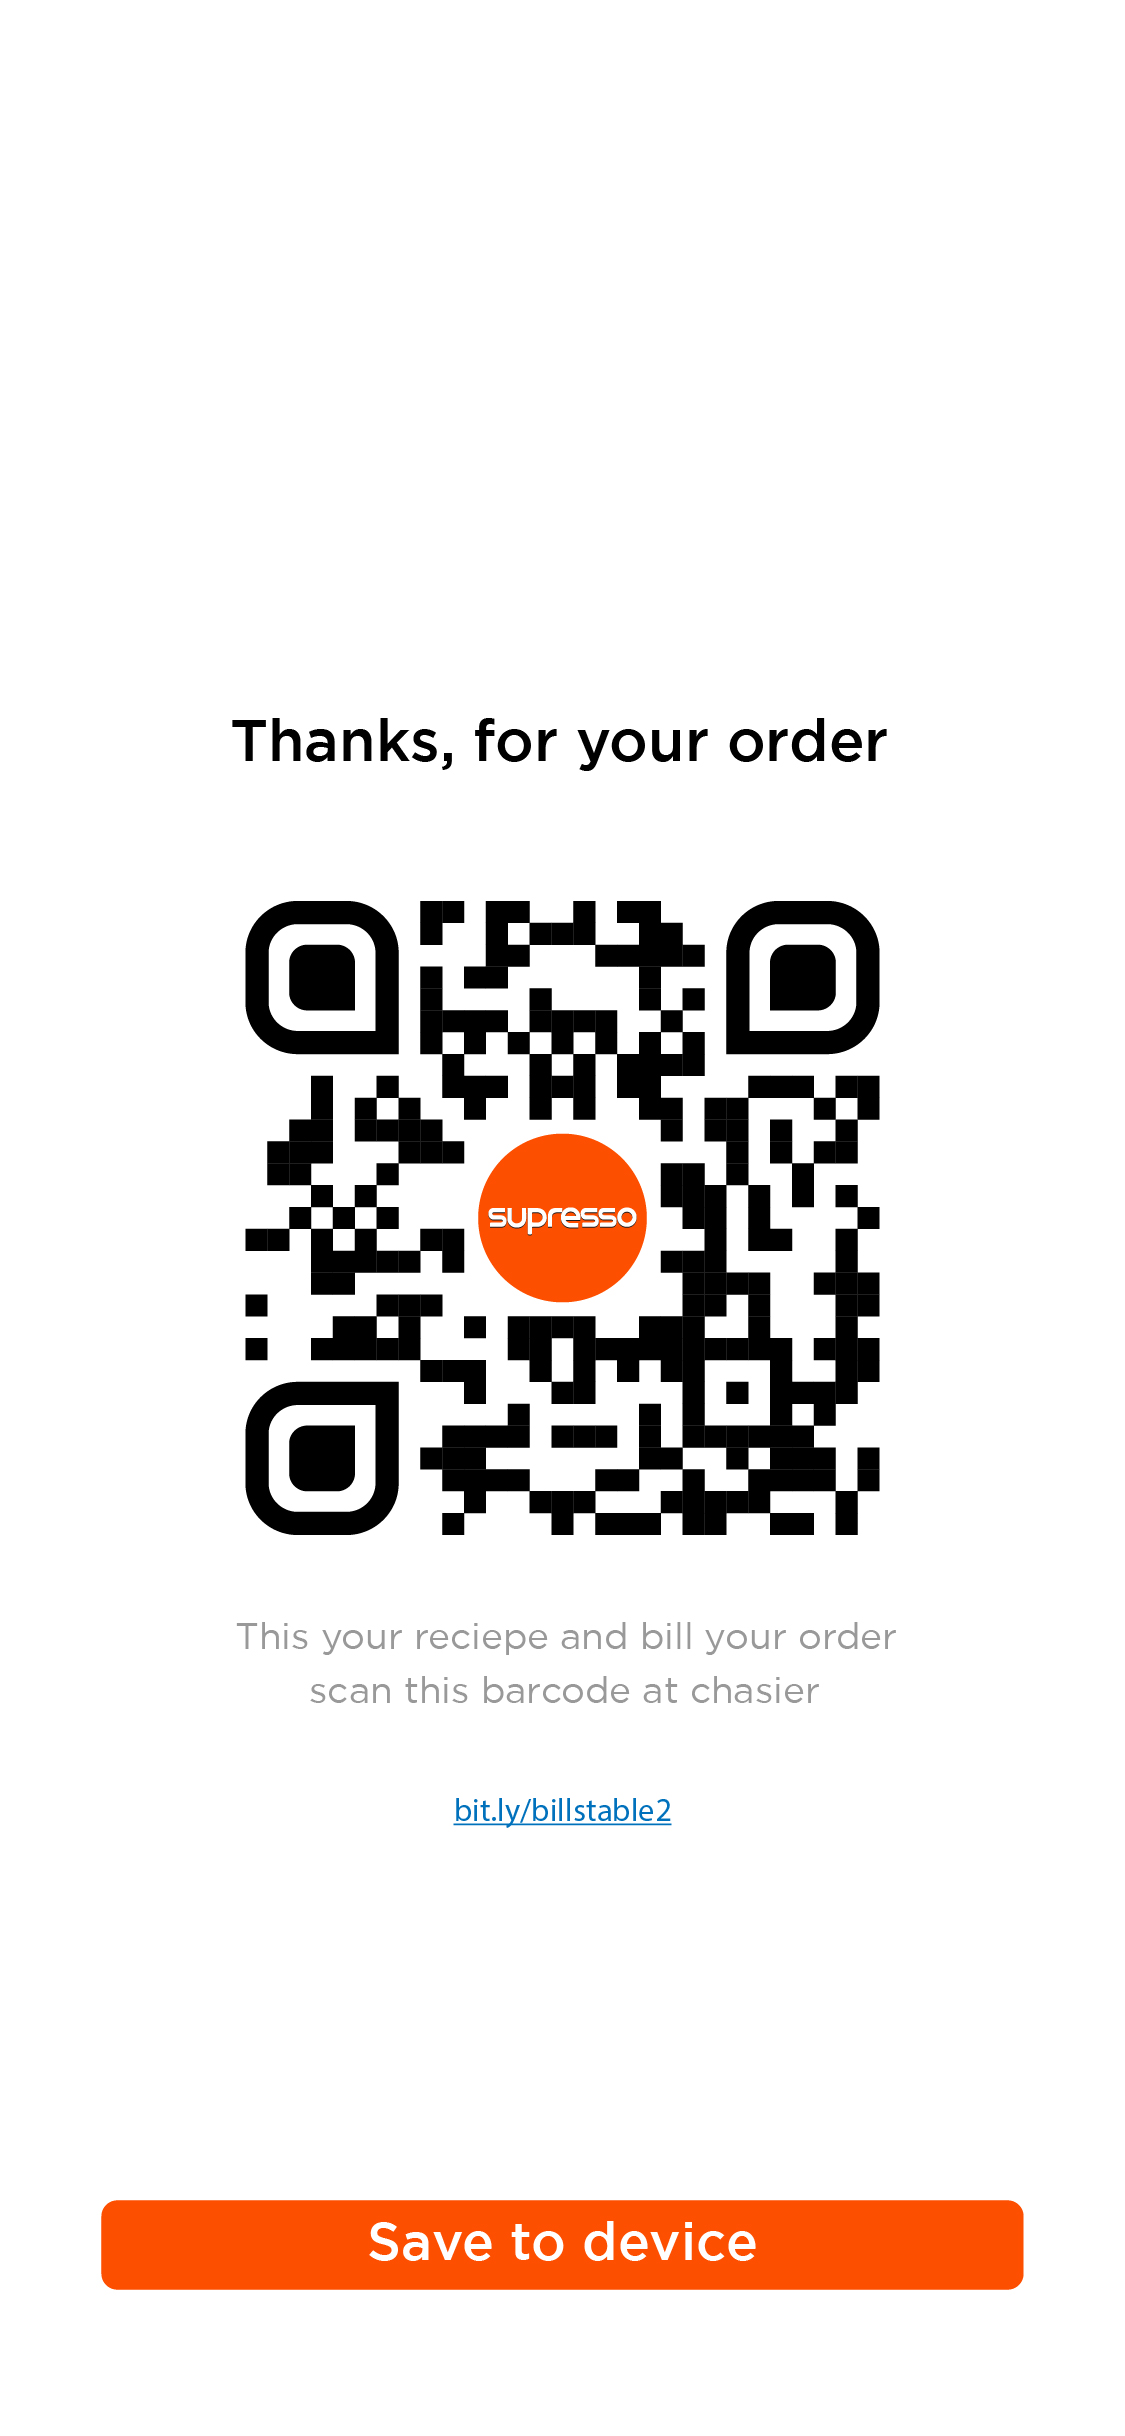 Thanks, for your order
supresso
This your reciepe and bill your order
scan this barcode at chasier
bit.ly/billstable2
Save to device